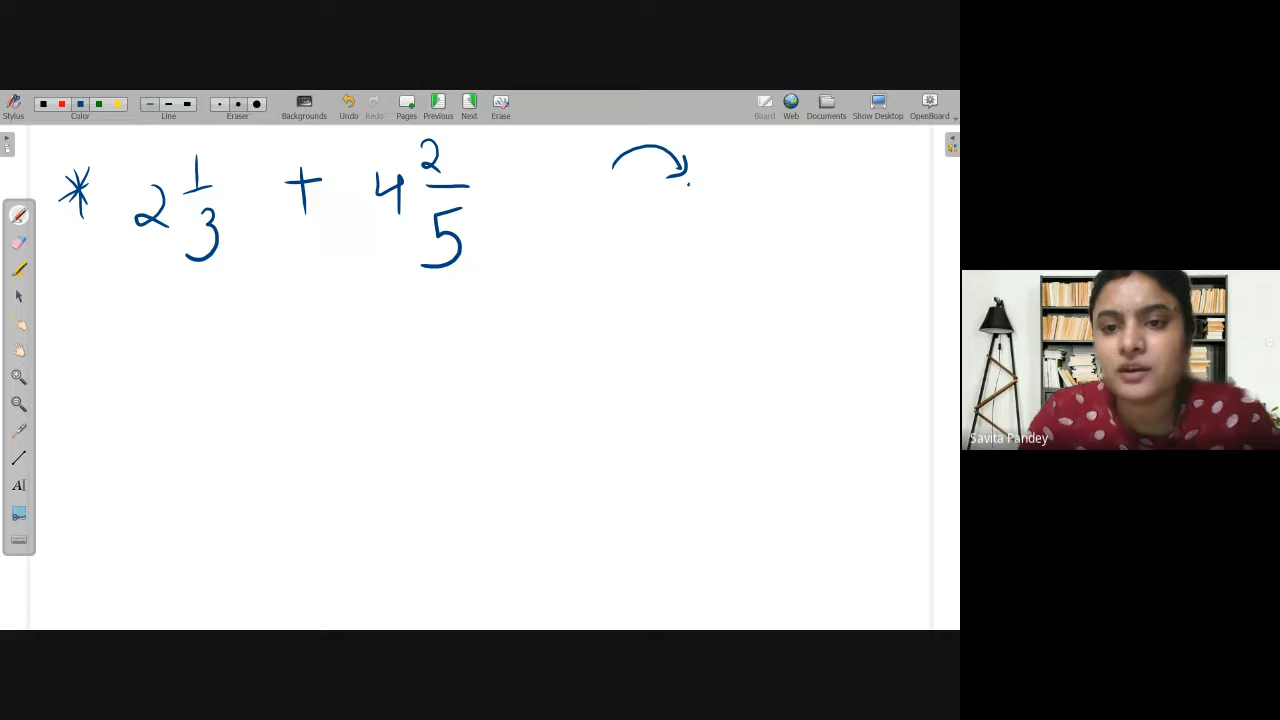 Stylus Color Line Eraser Backgrounds Undo Redo Pages Previous Next Erase Board Web Documents Show Desktop OpenBoard
* 2 1/3 + 4 2/5
Savita Pandey